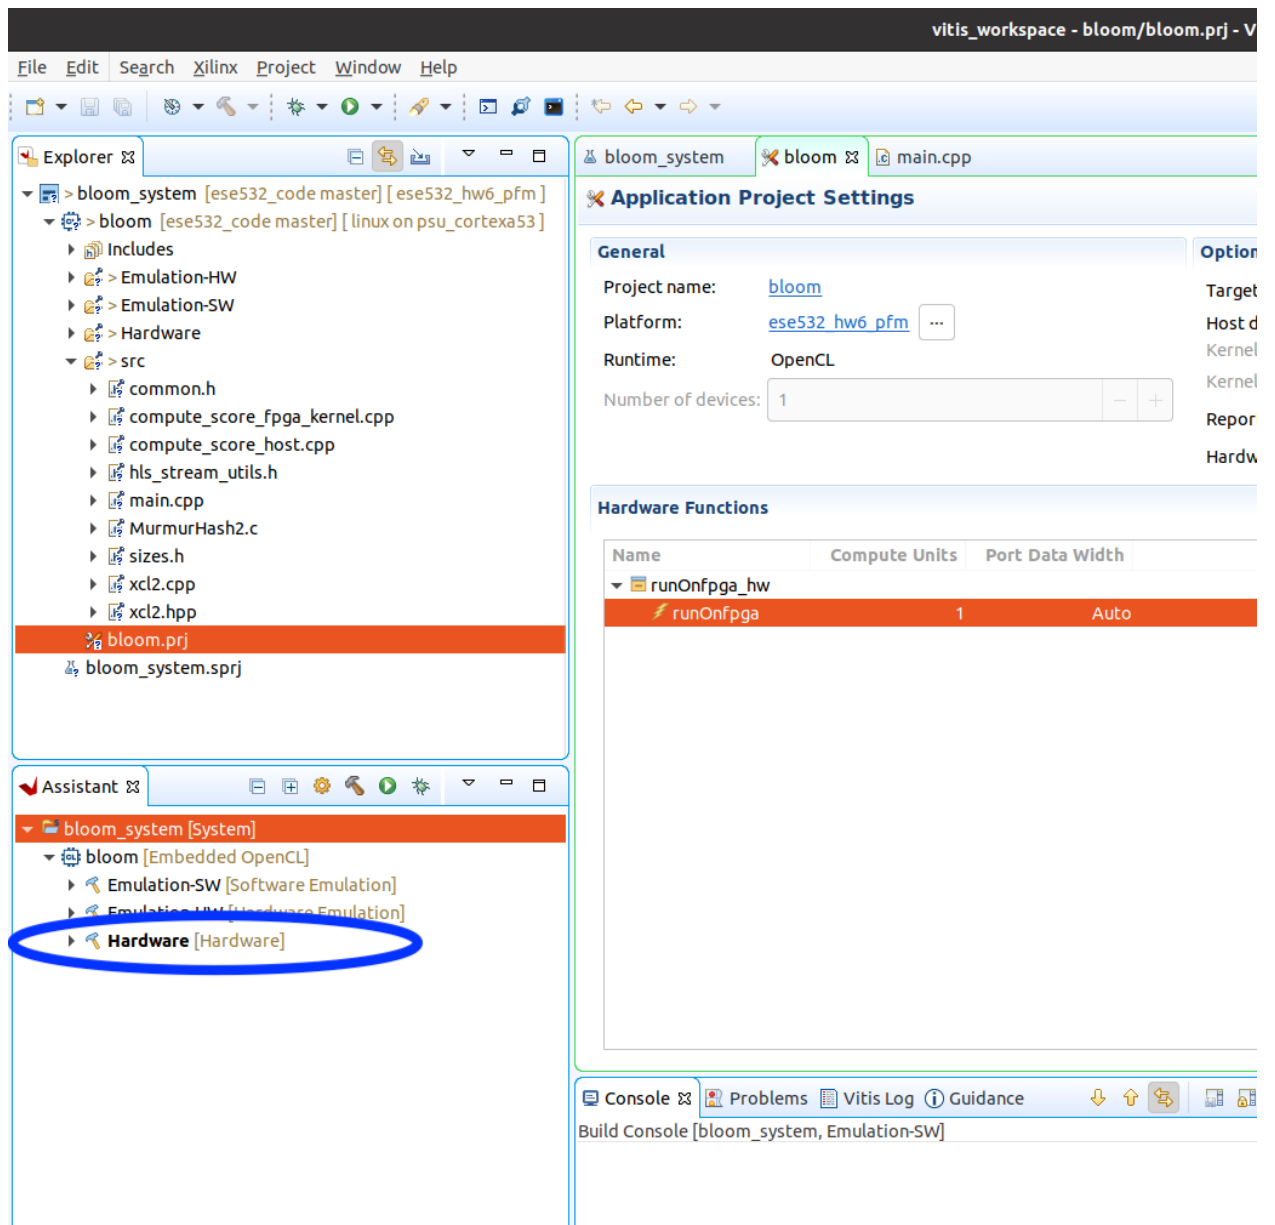 vitis_workspace - bloom/bloom.prj - V
File Edit Search Xilinx Project Window Help
Explorer
> bloom_system [ese532_code master] [ ese532_hw6_pfm ]
> bloom [ese532_code master] [ linux on psu_cortexa53 ]
Includes
> Emulation-HW
> Emulation-SW
> Hardware
> src
common.h
compute_score_fpga_kernel.cpp
compute_score_host.cpp
hls_stream_utils.h
main.cpp
MurmurHash2.c
sizes.h
xcl2.cpp
xcl2.hpp
bloom.prj
bloom_system.sprj
Assistant
bloom_system [System]
bloom [Embedded OpenCL]
Emulation-SW [Software Emulation]
Emulation-HW [Hardware Emulation]
Hardware [Hardware]
bloom_system bloom main.cpp
Application Project Settings
General
Project name: bloom
Platform: ese532_hw6_pfm ...
Runtime: OpenCL
Number of devices: 1
Option
Target
Host d
Kernel
Kernel
Repor
Hardw
Hardware Functions
Name Compute Units Port Data Width
runOnfpga_hw
runOnfpga 1 Auto
Console Problems Vitis Log Guidance
Build Console [bloom_system, Emulation-SW]